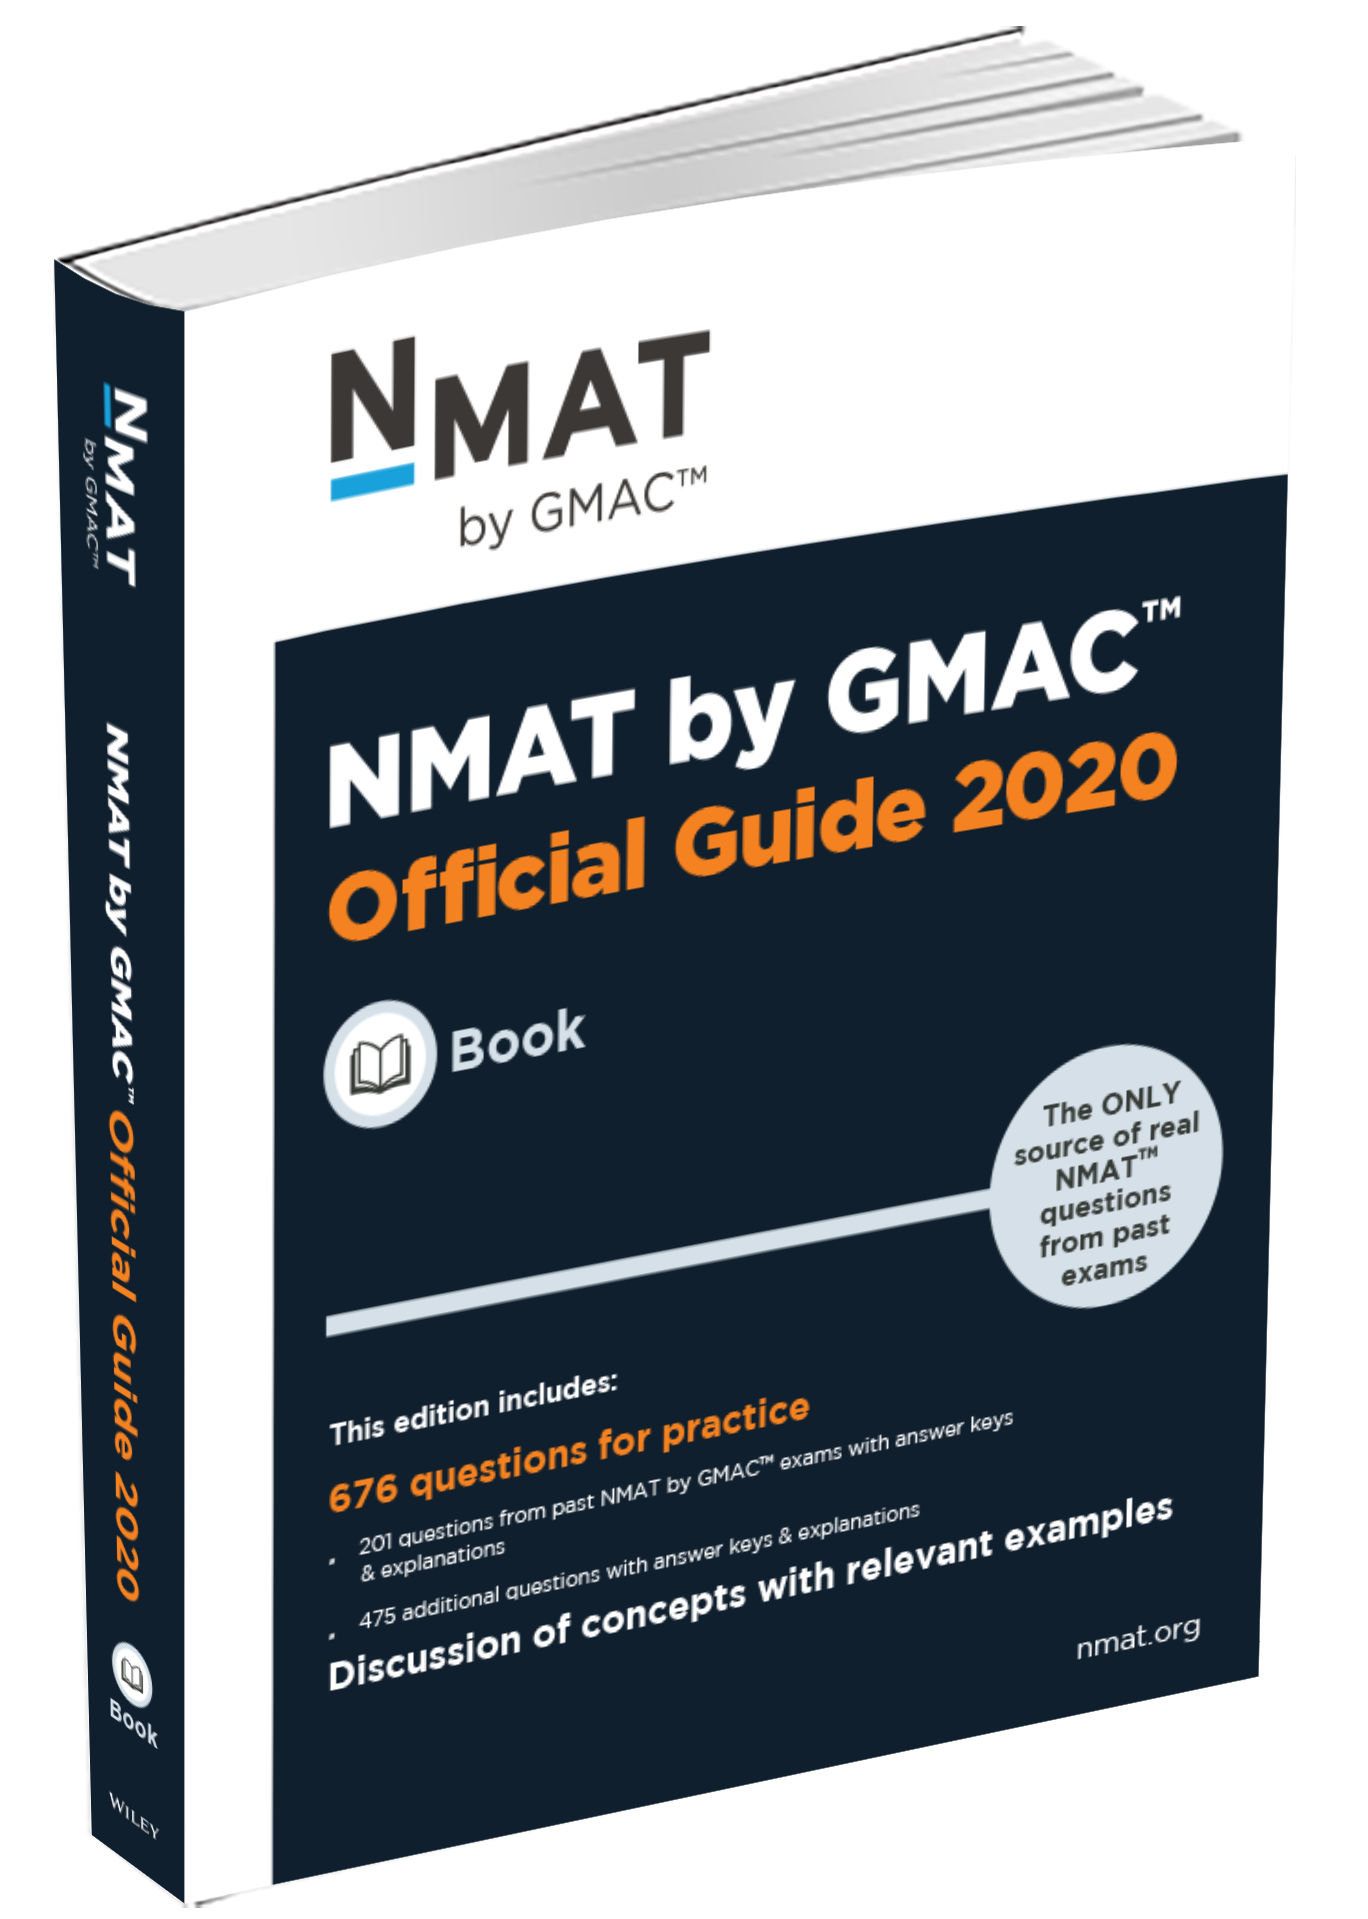 NMAT
by GMAC™
NMAT by GMAC™ Official Guide 2020
Book
WILEY
NMAT
by GMAC™
NMAT by GMAC™
Official Guide 2020
Book
The ONLY
source of real
NMAT™
questions
from past
exams
This edition includes:
676 questions for practice
• 201 questions from past NMAT by GMAC™ exams with answer keys
& explanations
• 475 additional questions with answer keys & explanations
Discussion of concepts with relevant examples
nmat.org